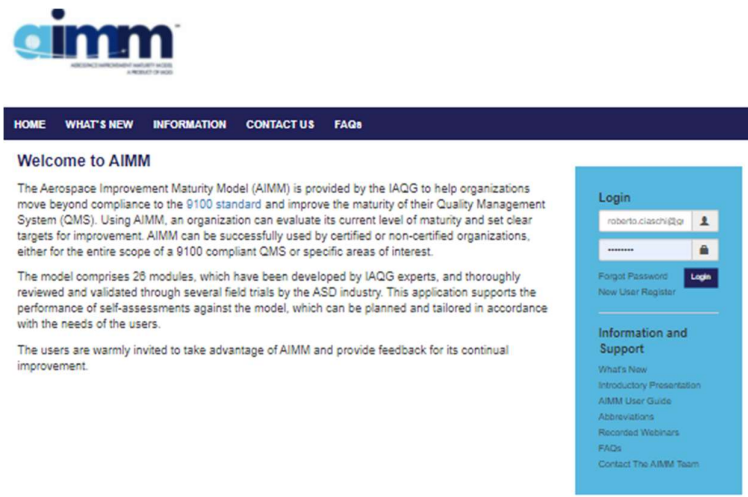 aimm
AEROSPACE IMPROVEMENT MATURITY MODEL
A PRODUCT OF IAQG
HOME WHAT'S NEW INFORMATION CONTACT US FAQs
Welcome to AIMM
The Aerospace Improvement Maturity Model (AIMM) is provided by the IAQG to help organizations
move beyond compliance to the 9100 standard and improve the maturity of their Quality Management
System (QMS). Using AIMM, an organization can evaluate its current level of maturity and set clear
targets for improvement. AIMM can be successfully used by certified or non-certified organizations,
either for the entire scope of a 9100 compliant QMS or specific areas of interest.
The model comprises 26 modules, which have been developed by IAQG experts, and thoroughly
reviewed and validated through several field trials by the ASD industry. This application supports the
performance of self-assessments against the model, which can be planned and tailored in accordance
with the needs of the users.
The users are warmly invited to take advantage of AIMM and provide feedback for its continual
improvement.
Login
roberto.ciaschi@
Forgot Password Login
New User Register
Information and
Support
What's New
Introductory Presentation
AIMM User Guide
Abbreviations
Recorded Webinars
FAQs
Contact The AIMM Team